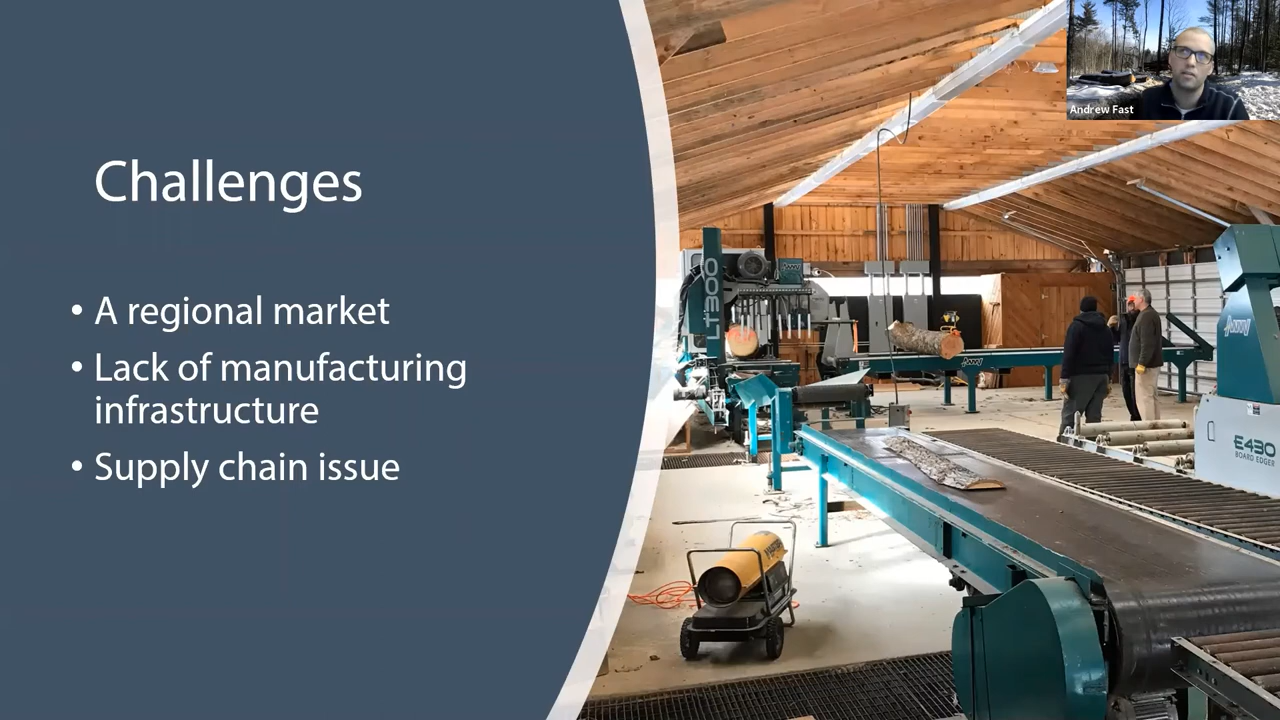 Andrew Fast
Challenges
• A regional market
• Lack of manufacturing
infrastructure
• Supply chain issue
LT300
E430
BOARD EDGER